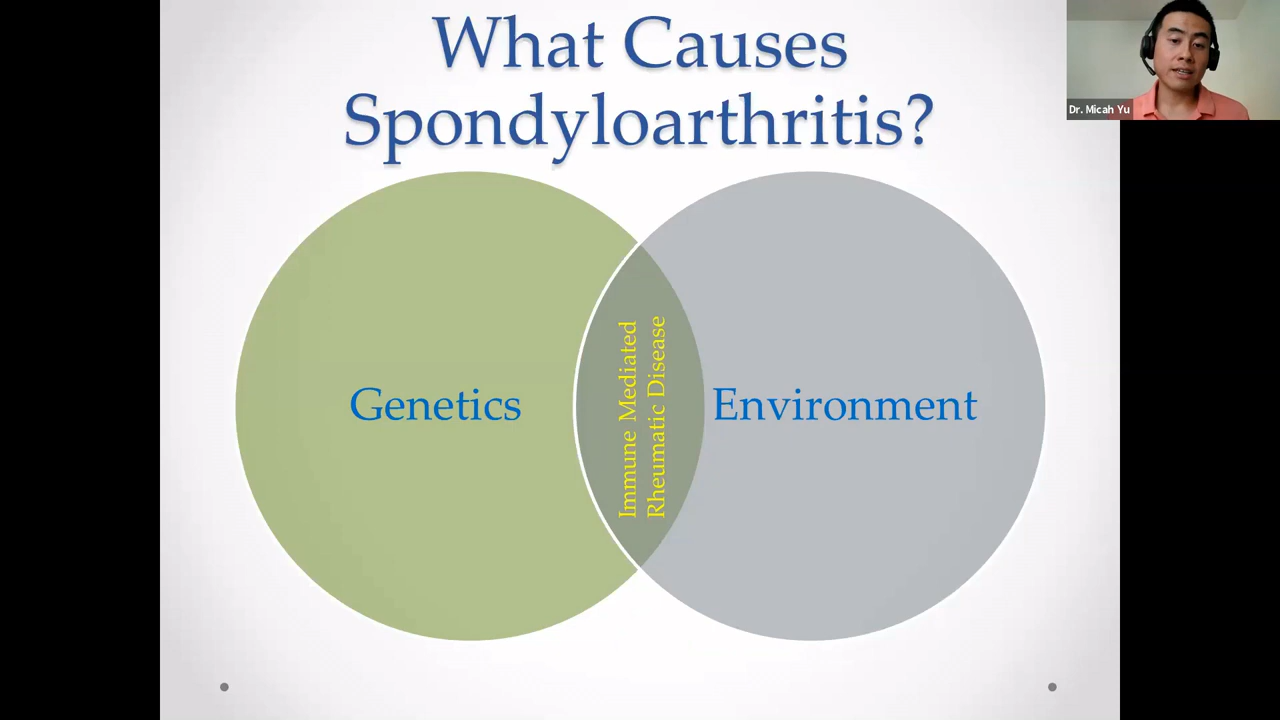 What Causes
Spondyloarthritis?
Dr. Micah Yu
Genetics
Immune Mediated
Rheumatic Disease
Environment